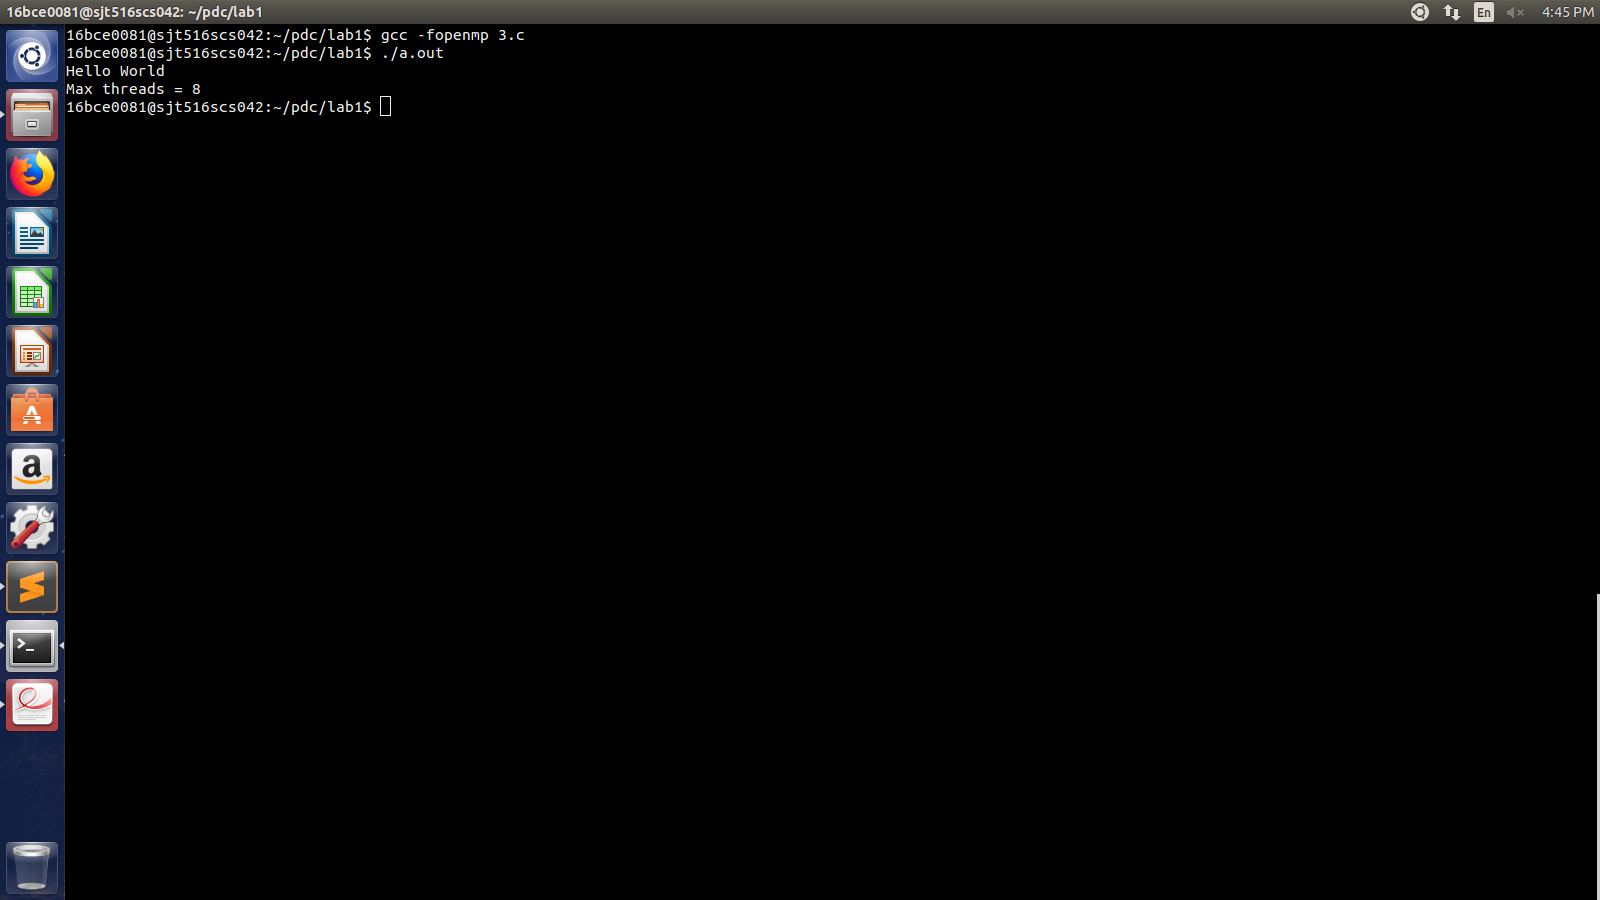 16bce0081@sjt516scs042: ~/pdc/lab1
En
4:45 PM
16bce0081@sjt516scs042:~/pdc/lab1$ gcc -fopenmp 3.c
16bce0081@sjt516scs042:~/pdc/lab1$ ./a.out
Hello World
Max threads = 8
16bce0081@sjt516scs042:~/pdc/lab1$
A
a
>_